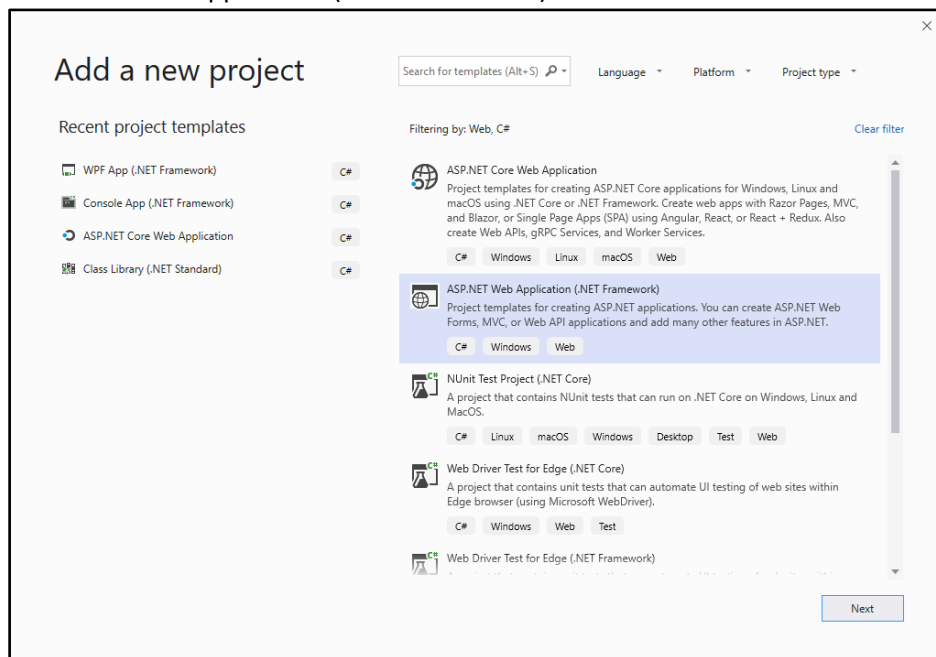 Add a new project
Search for templates (Alt+S)
Language
Platform
Project type
Recent project templates
WPF App (.NET Framework)
C#
Console App (.NET Framework)
C#
ASP.NET Core Web Application
C#
Class Library (.NET Standard)
C#
Filtering by: Web, C#
Clear filter
ASP.NET Core Web Application
Project templates for creating ASP.NET Core applications for Windows, Linux and
macOS using .NET Core or .NET Framework. Create web apps with Razor Pages, MVC,
and Blazor, or Single Page Apps (SPA) using Angular, React, or React + Redux. Also
create Web APIs, gRPC Services, and Worker Services.
C# Windows Linux macOS Web
ASP.NET Web Application (.NET Framework)
Project templates for creating ASP.NET applications. You can create ASP.NET Web
Forms, MVC, or Web API applications and add many other features in ASP.NET.
C# Windows Web
NUnit Test Project (.NET Core)
A project that contains NUnit tests that can run on .NET Core on Windows, Linux and
MacOS.
C# Linux macOS Windows Desktop Test Web
Web Driver Test for Edge (.NET Core)
A project that contains unit tests that can automate UI testing of web sites within
Edge browser (using Microsoft WebDriver).
C# Windows Web Test
Web Driver Test for Edge (.NET Framework)
Next